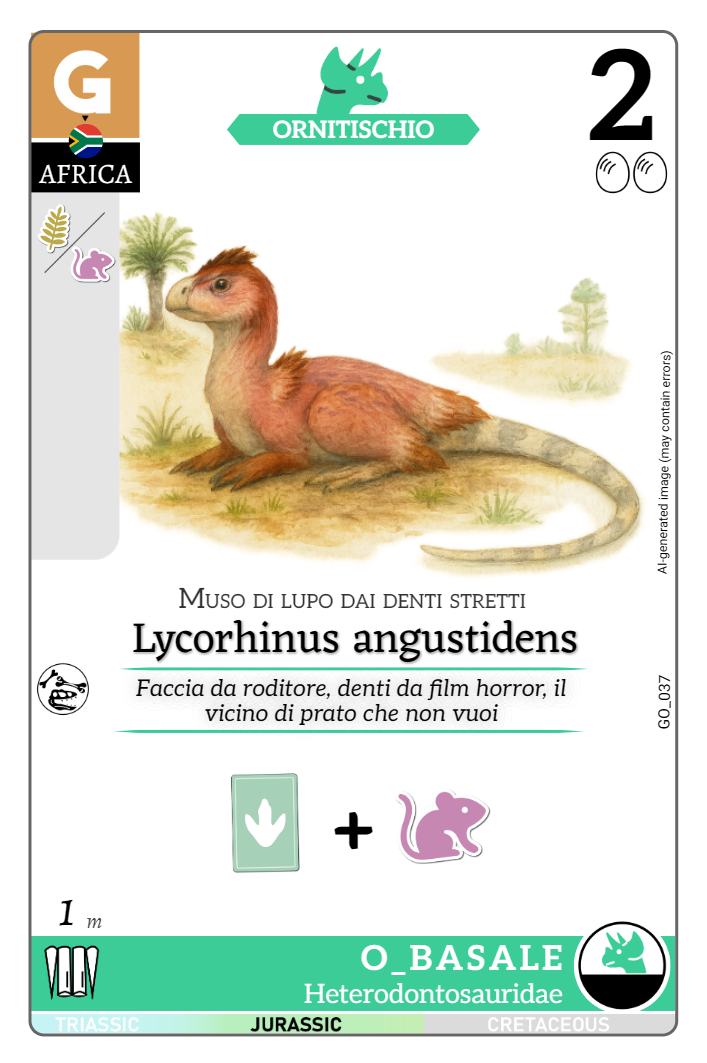 G
AFRICA
ORNITISCHIO
2
AI-generated image (may contain errors)
Muso di lupo dai denti stretti
Lycorhinus angustidens
Faccia da roditore, denti da film horror, il
vicino di prato che non vuoi
GO_037
+
1 m
O_BASALE
Heterodontosauridae
TRIASSIC JURASSIC CRETACEOUS